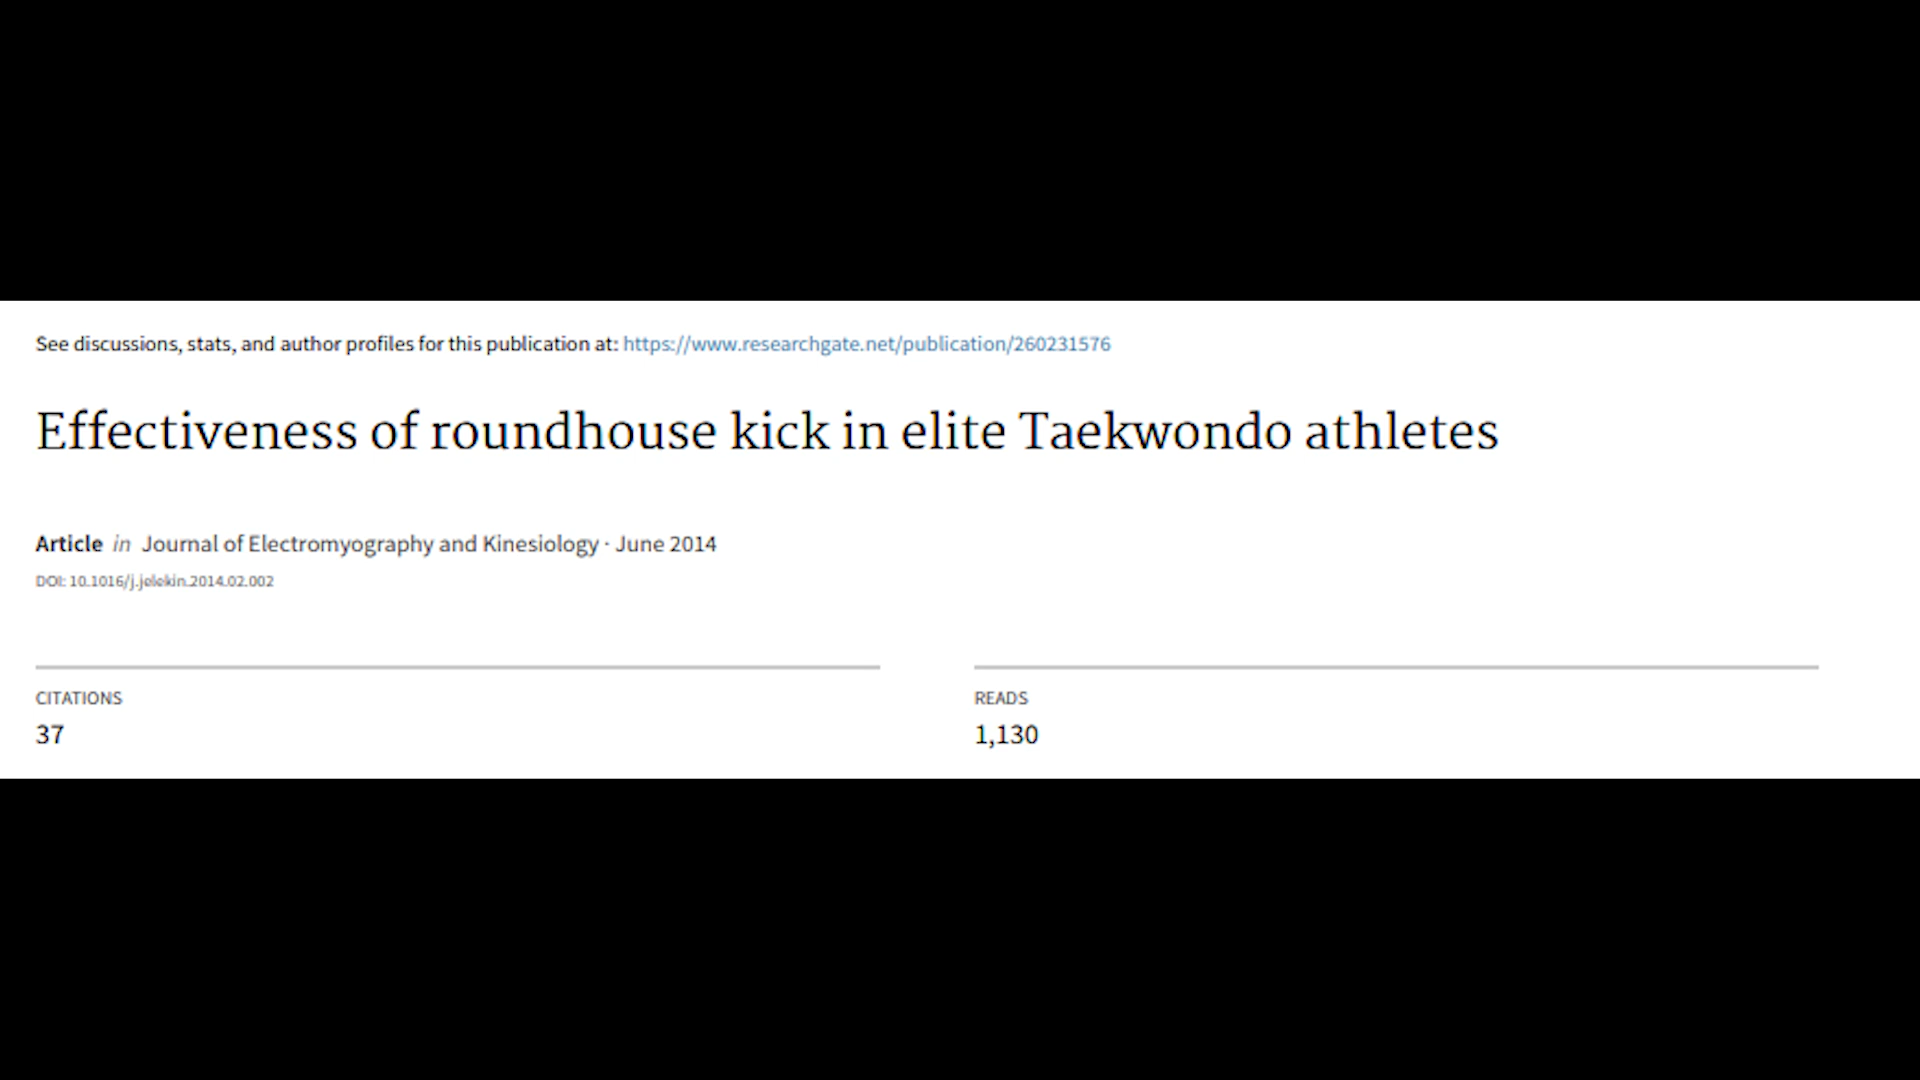 See discussions, stats, and author profiles for this publication at: https://www.researchgate.net/publication/260231576
Effectiveness of roundhouse kick in elite Taekwondo athletes
Article in Journal of Electromyography and Kinesiology · June 2014
DOI: 10.1016/j.jelekin.2014.02.002
CITATIONS
37
READS
1,130